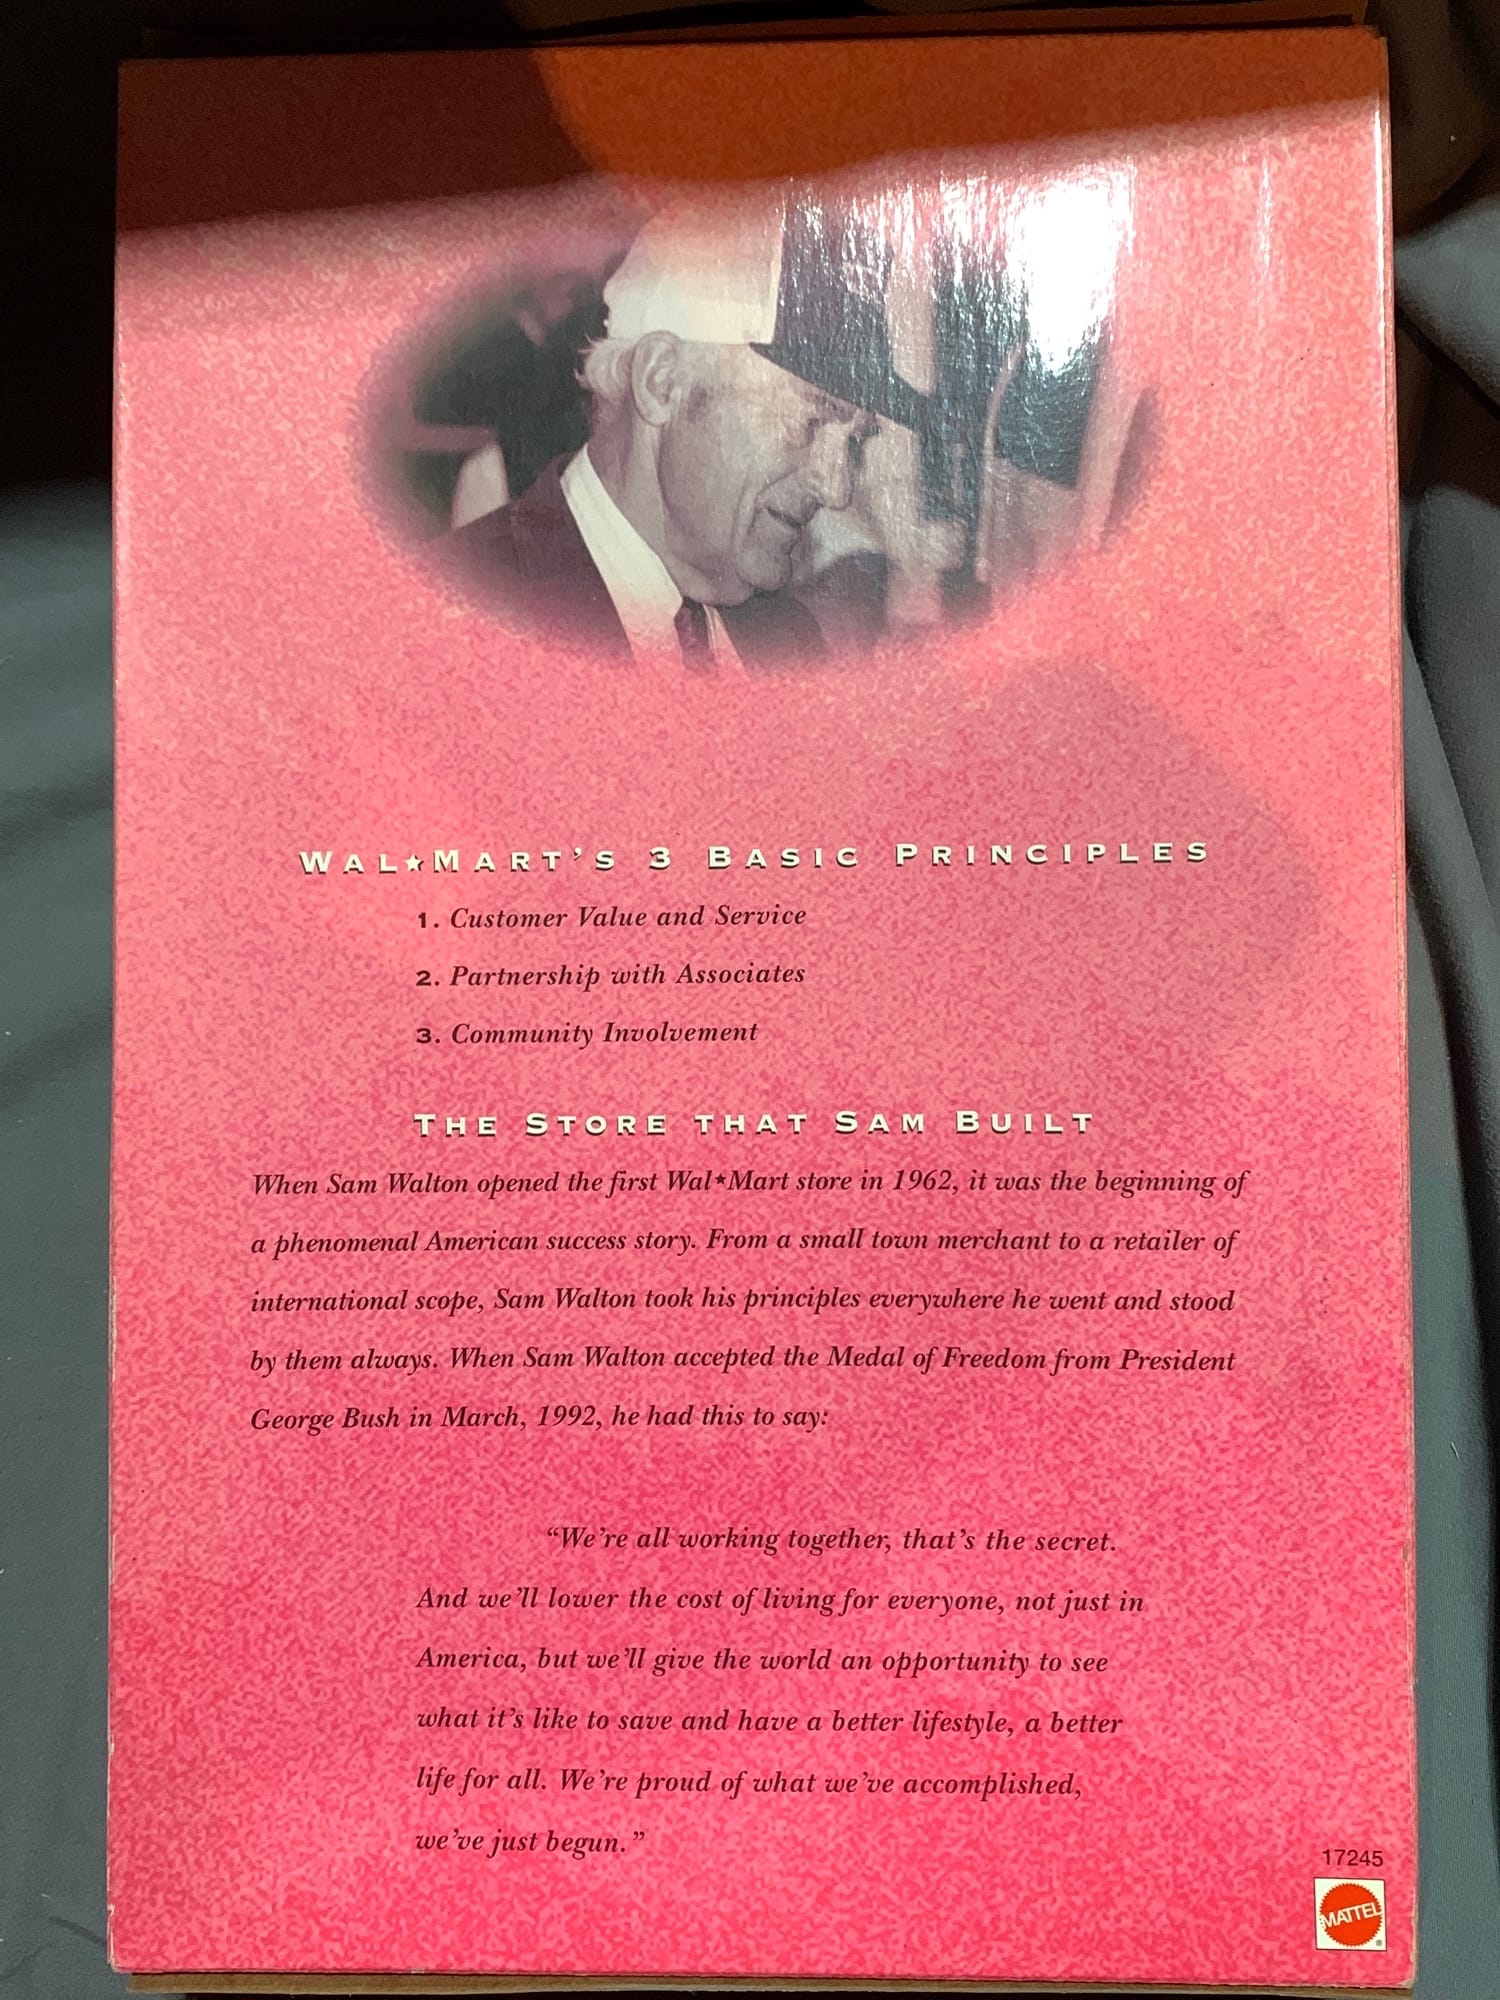 WAL★MART'S 3 BASIC PRINCIPLES
1. Customer Value and Service
2. Partnership with Associates
3. Community Involvement
THE STORE THAT SAM BUILT
When Sam Walton opened the first Wal★Mart store in 1962, it was the beginning of
a phenomenal American success story. From a small town merchant to a retailer of
international scope, Sam Walton took his principles everywhere he went and stood
by them always. When Sam Walton accepted the Medal of Freedom from President
George Bush in March, 1992, he had this to say:
“We’re all working together, that’s the secret.
And we’ll lower the cost of living for everyone, not just in
America, but we’ll give the world an opportunity to see
what it’s like to save and have a better lifestyle, a better
life for all. We’re proud of what we’ve accomplished,
we’ve just begun.”
17245
MATTEL
®